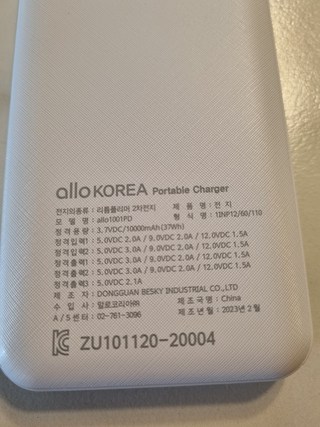 allo KOREA Portable Charger
전지의종류 : 리튬폴리머 2차전지 제 품 명 : 전 지
모 델 명 : allo1001PD 형 식 명 : 1INP12/60/110
정격용량 : 3.7VDC/10000mAh (37Wh)
정격입력1 : 5.0VDC 2.0A / 9.0VDC 2.0A / 12.0VDC 1.5A
정격입력2 : 5.0VDC 3.0A / 9.0VDC 2.0A / 12.0VDC 1.5A
정격출력1 : 5.0VDC 3.0A / 9.0VDC 2.0A / 12.0VDC 1.5A
정격출력2 : 5.0VDC 3.0A / 9.0VDC 2.0A / 12.0VDC 1.5A
정격출력3 : 5.0VDC 2.1A
제 조 자 : DONGGUAN BESKY INDUSTRIAL CO.,LTD
수 입 사 : 알로코리아㈜ 제조국명 : China
A / S 센터 : 02-761-3096 제조년월 : 2023년 2월
ZU101120-20004